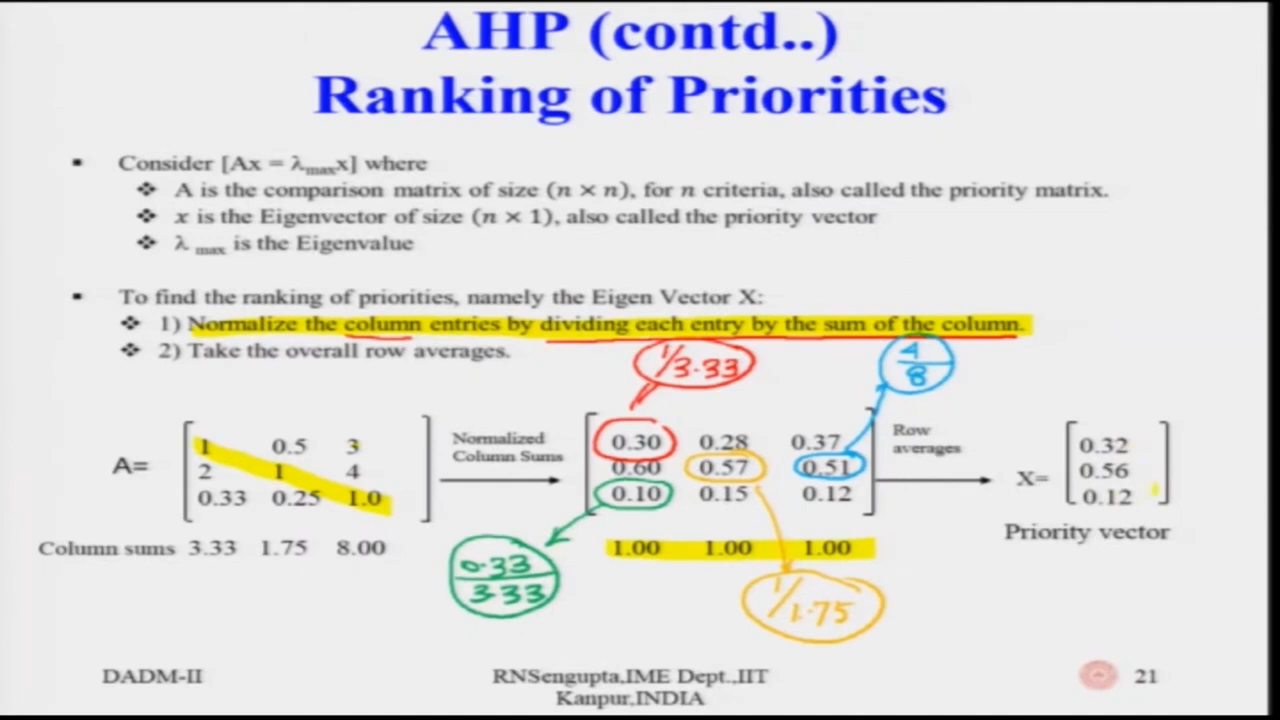 AHP (contd..)
Ranking of Priorities
▪ Consider [Ax = λmaxx] where
❖ A is the comparison matrix of size (n × n), for n criteria, also called the priority matrix.
❖ x is the Eigenvector of size (n × 1), also called the priority vector
❖ λ max is the Eigenvalue
▪ To find the ranking of priorities, namely the Eigen Vector X:
❖ 1) Normalize the column entries by dividing each entry by the sum of the column.
❖ 2) Take the overall row averages.
1/3.33
4/8
A=
1 0.5 3
2 1 4
0.33 0.25 1.0
Column sums 3.33 1.75 8.00
Normalized
Column Sums
0.30 0.28 0.37
0.60 0.57 0.51
0.10 0.15 0.12
1.00 1.00 1.00
0.33/3.33
1/1.75
Row
averages
X=
0.32
0.56
0.12
Priority vector
DADM-II
RNSengupta,IME Dept.,IIT
Kanpur,INDIA
21